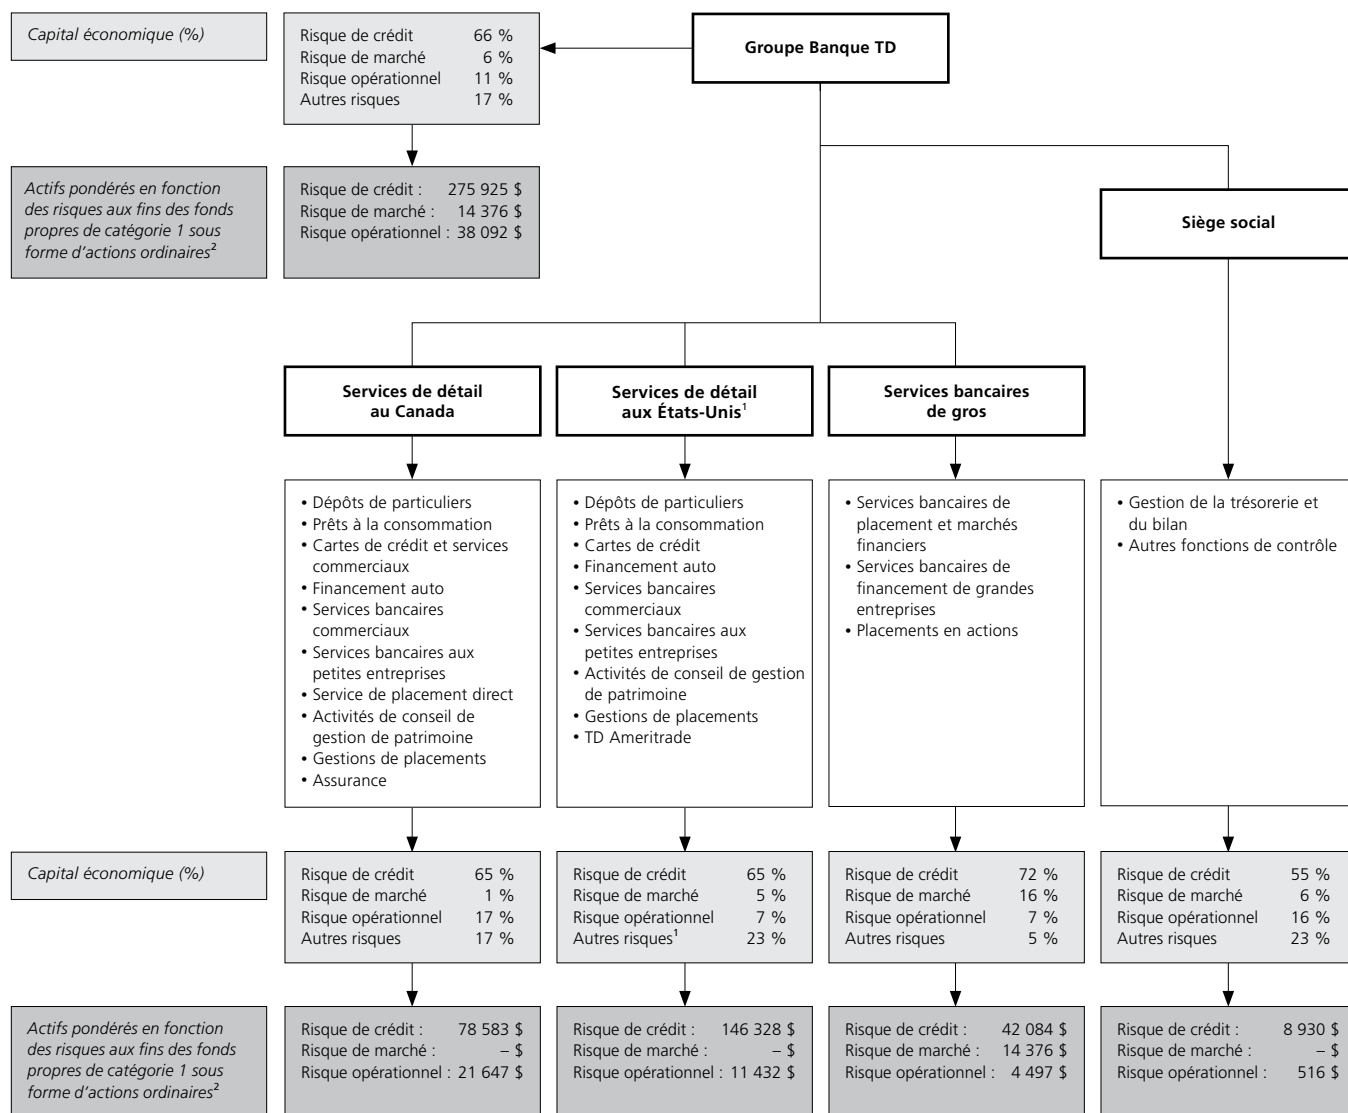 Capital économique (%)
Risque de crédit 66 %
Risque de marché 6 %
Risque opérationnel 11 %
Autres risques 17 %
Groupe Banque TD
Actifs pondérés en fonction
des risques aux fins des fonds
propres de catégorie 1 sous
forme d’actions ordinaires²
Risque de crédit : 275 925 $
Risque de marché : 14 376 $
Risque opérationnel : 38 092 $
Siège social
Services de détail
au Canada
Services de détail
aux États-Unis¹
Services bancaires
de gros
• Dépôts de particuliers
• Prêts à la consommation
• Cartes de crédit et services
commerciaux
• Financement auto
• Services bancaires
commerciaux
• Services bancaires aux
petites entreprises
• Service de placement direct
• Activités de conseil de
gestion de patrimoine
• Gestions de placements
• Assurance
• Dépôts de particuliers
• Prêts à la consommation
• Cartes de crédit
• Financement auto
• Services bancaires
commerciaux
• Services bancaires aux
petites entreprises
• Activités de conseil de gestion
de patrimoine
• Gestions de placements
• TD Ameritrade
• Services bancaires de
placement et marchés
financiers
• Services bancaires de
financement de grandes
entreprises
• Placements en actions
• Gestion de la trésorerie et
du bilan
• Autres fonctions de contrôle
Capital économique (%)
Risque de crédit 65 %
Risque de marché 1 %
Risque opérationnel 17 %
Autres risques 17 %
Risque de crédit 65 %
Risque de marché 5 %
Risque opérationnel 7 %
Autres risques¹ 23 %
Risque de crédit 72 %
Risque de marché 16 %
Risque opérationnel 7 %
Autres risques 5 %
Risque de crédit 55 %
Risque de marché 6 %
Risque opérationnel 16 %
Autres risques 23 %
Actifs pondérés en fonction
des risques aux fins des fonds
propres de catégorie 1 sous
forme d’actions ordinaires²
Risque de crédit : 78 583 $
Risque de marché : – $
Risque opérationnel : 21 647 $
Risque de crédit : 146 328 $
Risque de marché : – $
Risque opérationnel : 11 432 $
Risque de crédit : 42 084 $
Risque de marché : 14 376 $
Risque opérationnel : 4 497 $
Risque de crédit : 8 930 $
Risque de marché : – $
Risque opérationnel : 516 $